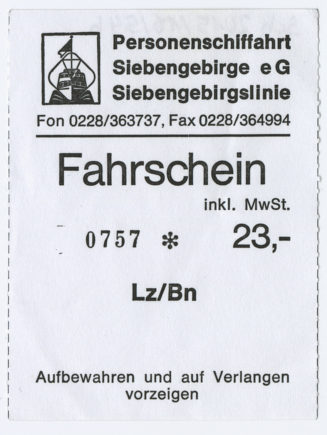 Personenschiffahrt
Siebengebirge eG
Siebengebirgslinie
Fon 0228/363737, Fax 0228/364994
Fahrschein
inkl. MwSt.
0757 * 23,-
Lz/Bn
Aufbewahren und auf Verlangen
vorzeigen